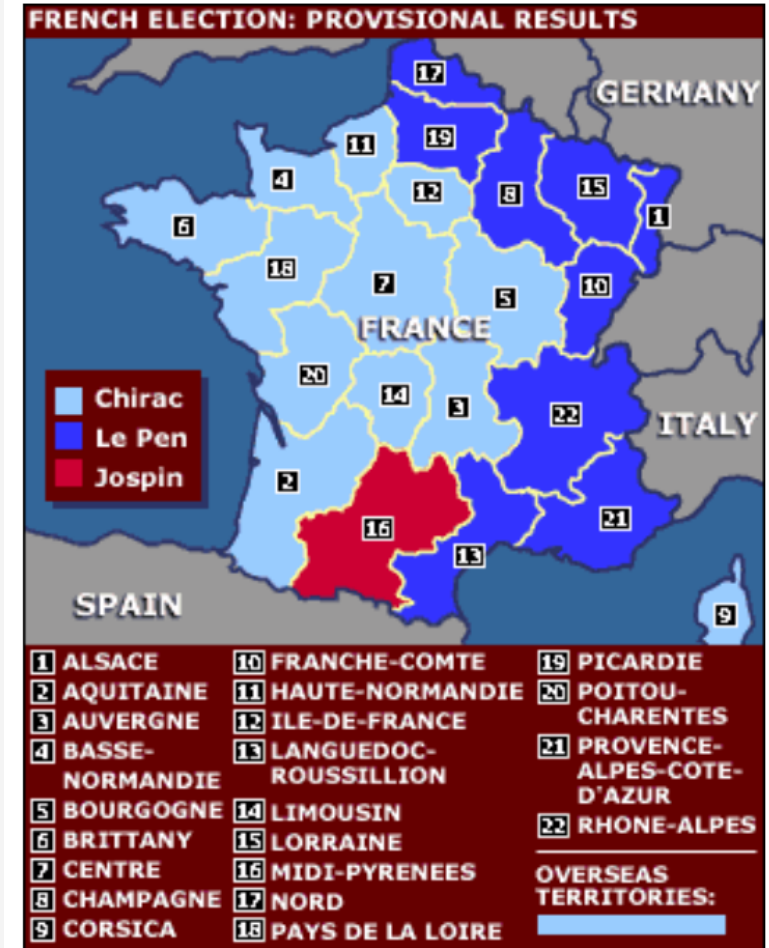 FRENCH ELECTION: PROVISIONAL RESULTS
17
GERMANY
19
11
12
4
8
15
1
6
18
7
5
10
FRANCE
20
14
3
22
ITALY
Chirac
Le Pen
Jospin
2
16
21
13
SPAIN
9
1 ALSACE
2 AQUITAINE
3 AUVERGNE
4 BASSE-
NORMANDIE
5 BOURGOGNE
6 BRITTANY
7 CENTRE
8 CHAMPAGNE
9 CORSICA
10 FRANCHE-COMTE
11 HAUTE-NORMANDIE
12 ILE-DE-FRANCE
13 LANGUEDOC-
ROUSSILLION
14 LIMOUSIN
15 LORRAINE
16 MIDI-PYRENEES
17 NORD
18 PAYS DE LA LOIRE
19 PICARDIE
20 POITOU-
CHARENTES
21 PROVENCE-
ALPES-COTE-
D'AZUR
22 RHONE-ALPES
OVERSEAS
TERRITORIES: